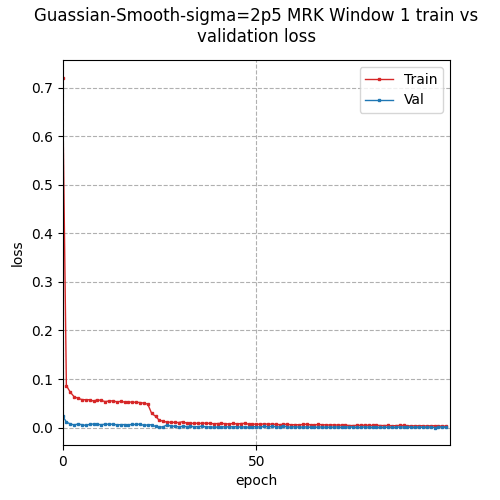 Guassian-Smooth-sigma=2p5 MRK Window 1 train vs
validation loss
Train
Val
0.7
0.6
0.5
0.4
0.3
0.2
0.1
0.0
loss
0
50
epoch